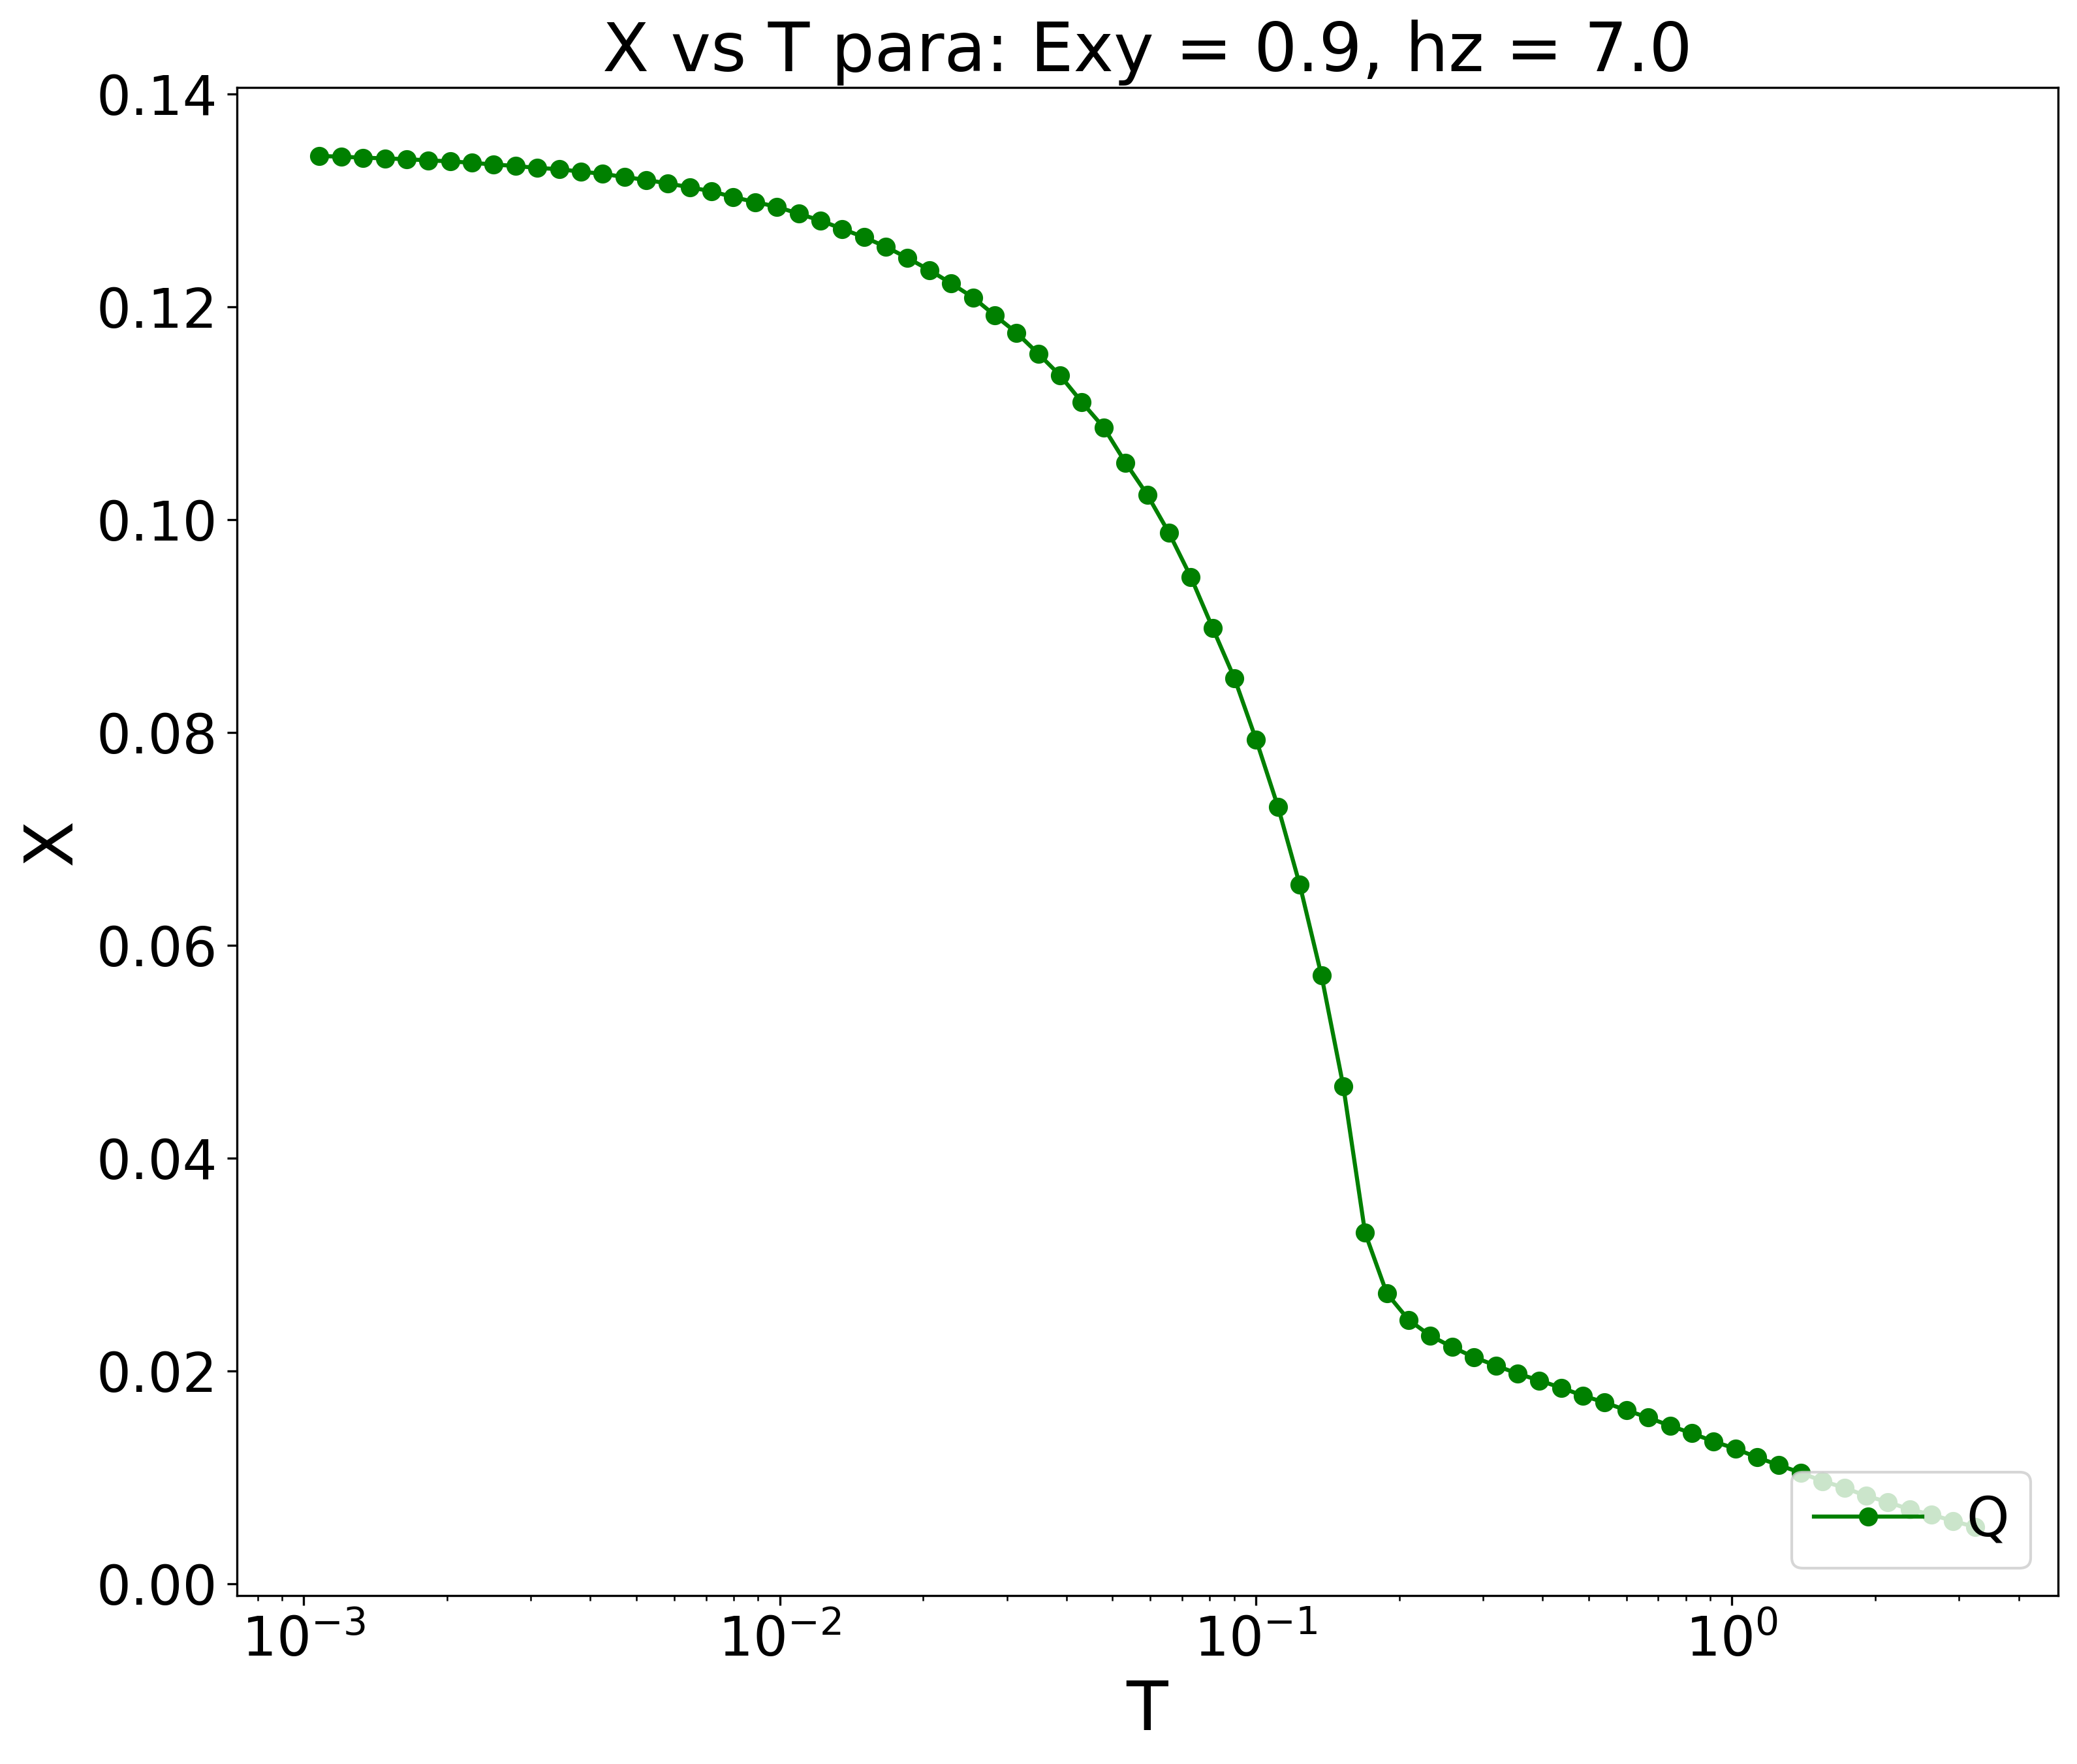 X vs T para: Exy = 0.9, hz = 7.0
0.14
0.12
0.10
0.08
0.06
0.04
0.02
0.00
X
10⁻³ 10⁻² 10⁻¹ 10⁰
T
Q